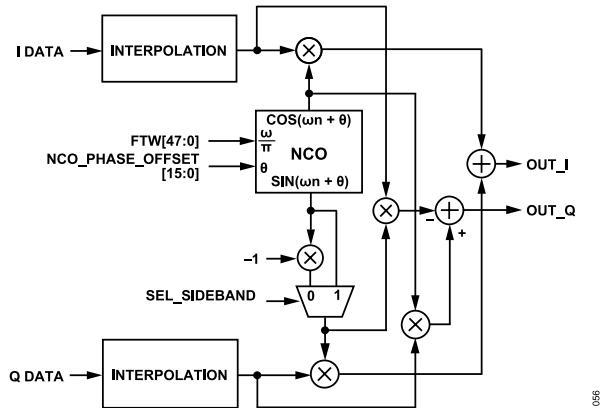 I DATA
INTERPOLATION
×
COS(ωn + θ)
FTW[47:0]
ω
π
NCO
NCO_PHASE_OFFSET
[15:0]
θ
SIN(ωn + θ)
+
OUT_I
×
–
+
OUT_Q
+
–1
×
SEL_SIDEBAND
0 1
×
Q DATA
INTERPOLATION
×
056